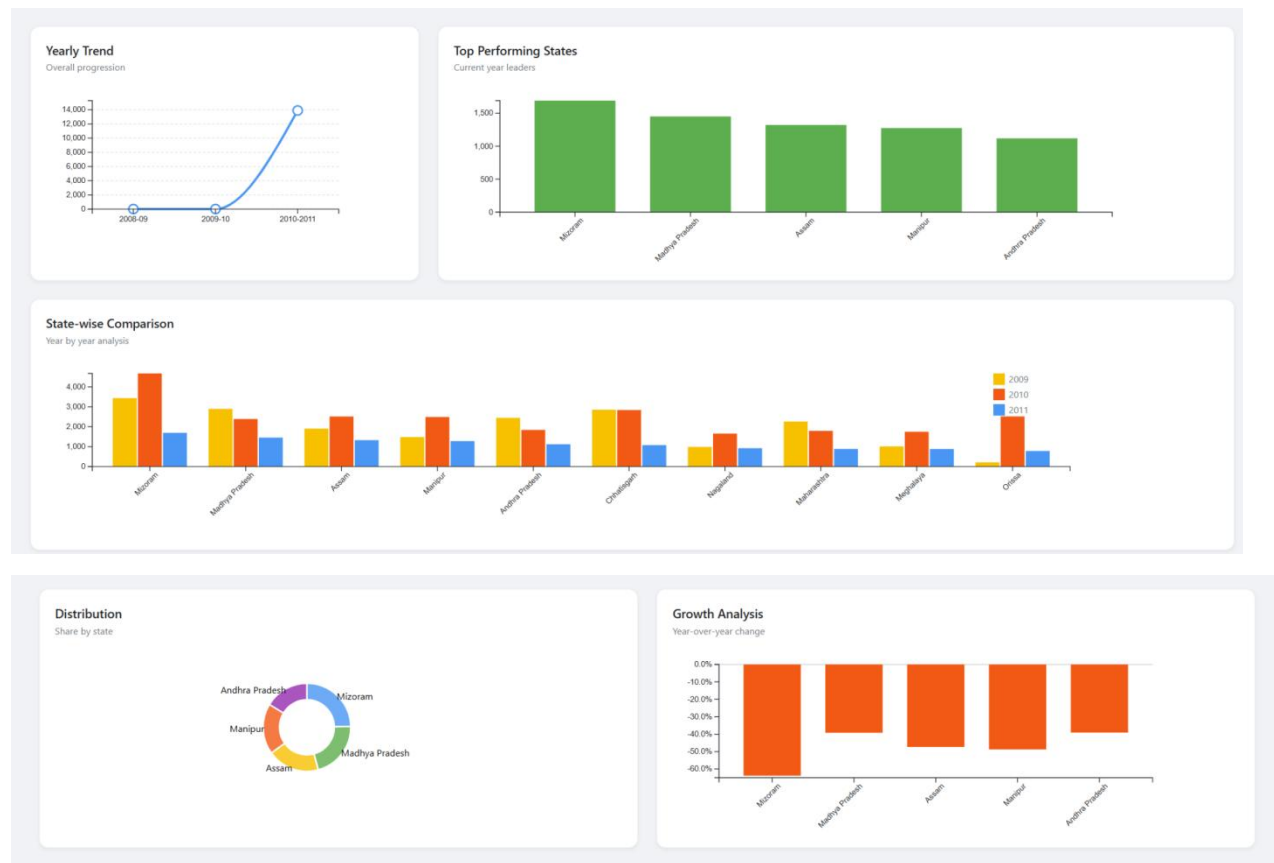 Yearly Trend
Overall progression
14,000
12,000
10,000
8,000
6,000
4,000
2,000
0
2008-09 2009-10 2010-2011
Top Performing States
Current year leaders
1,500
1,000
500
0
Mizoram Madhya Pradesh Assam Manipur Andhra Pradesh
State-wise Comparison
Year by year analysis
4,000
3,000
2,000
1,000
0
2009
2010
2011
Mizoram Madhya Pradesh Assam Manipur Andhra Pradesh Chhatisgarh Nagaland Maharashtra Meghalaya Orissa
Distribution
Share by state
Andhra Pradesh Mizoram
Manipur
Madhya Pradesh
Assam
Growth Analysis
Year-over-year change
0.0%
-10.0%
-20.0%
-30.0%
-40.0%
-50.0%
-60.0%
Mizoram Madhya Pradesh Assam Manipur Andhra Pradesh